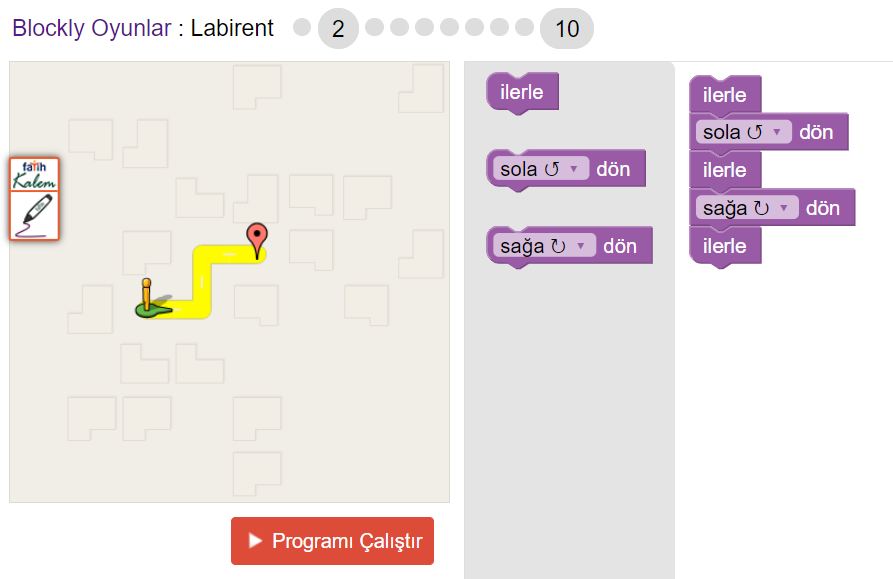 Blockly Oyunlar : Labirent 2 10
fatih
Kalem
ilerle
sola ↺ ▼ dön
sağa ↻ ▼ dön
ilerle
sola ↺ ▼ dön
ilerle
sağa ↻ ▼ dön
ilerle
Programı Çalıştır